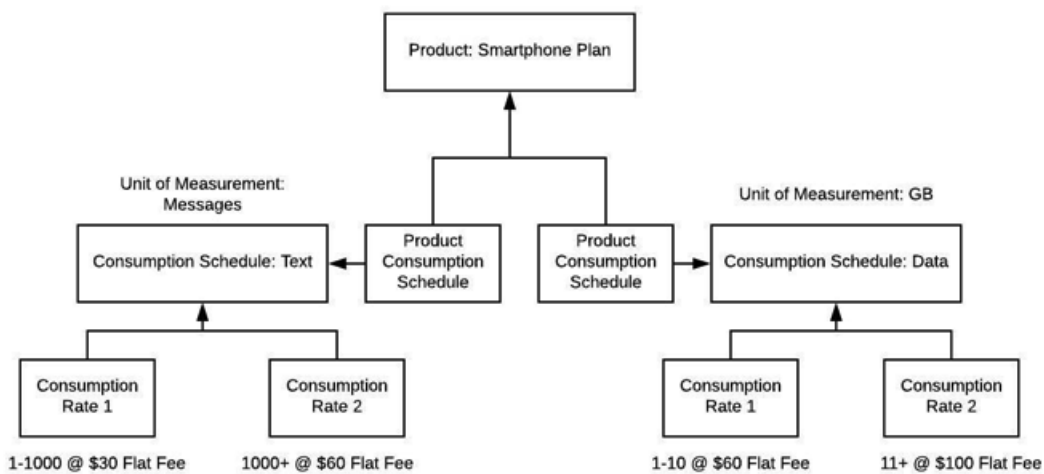 Product: Smartphone Plan
Unit of Measurement:
Messages
Unit of Measurement: GB
Consumption Schedule: Text
Product
Consumption
Schedule
Product
Consumption
Schedule
Consumption Schedule: Data
Consumption
Rate 1
Consumption
Rate 2
Consumption
Rate 1
Consumption
Rate 2
1-1000 @ $30 Flat Fee
1000+ @ $60 Flat Fee
1-10 @ $60 Flat Fee
11+ @ $100 Flat Fee